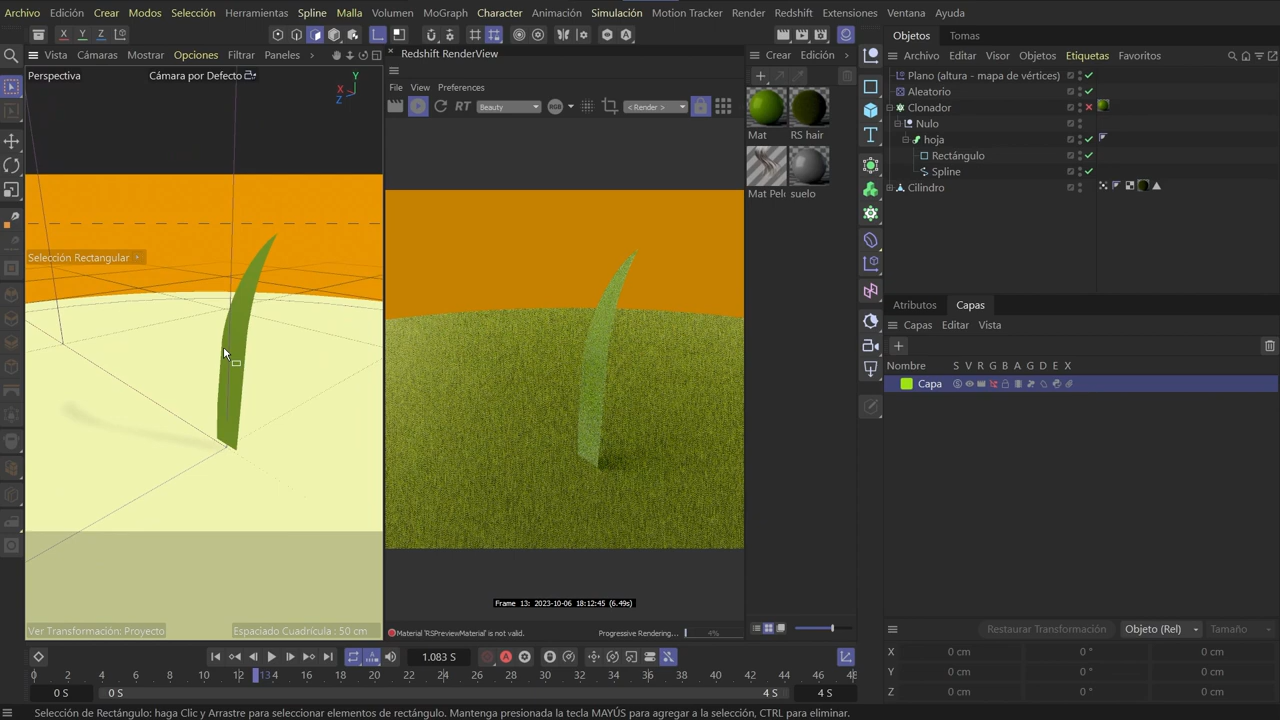 Archivo Edición Crear Modos Selección Herramientas Spline Malla Volumen MoGraph Character Animación Simulación Motion Tracker Render Redshift Extensiones Ventana Ayuda
X Y Z
Vista Cámaras Mostrar Opciones Filtrar Paneles
Perspectiva
Cámara por Defecto
Y
X
Z
Selección Rectangular
Ver Transformación: Proyecto
Espaciado Cuadrícula : 50 cm
Redshift RenderView
File View Preferences
RT Beauty RGB < Render >
Frame 13: 2023-10-06 18:12:45 (6.49s)
Material 'RSPreviewMaterial' is not valid.
Progressive Rendering... 4%
Crear Edición
Mat RS hair
Mat Pelo suelo
Objetos Tomas
Archivo Editar Visor Objetos Etiquetas Favoritos
Plano (altura - mapa de vértices)
Aleatorio
Clonador
Nulo
hoja
Rectángulo
Spline
Cilindro
Atributos Capas
Capas Editar Vista
Nombre S V R G B A G D E X
Capa
Restaurar Transformación Objeto (Rel) Tamaño
X 0 cm 0 ° 0 cm
Y 0 cm 0 ° 0 cm
Z 0 cm 0 ° 0 cm
1.083 S
0 2 4 6 8 10 12 13 14 16 18 20 22 24 26 28 30 32 34 36 38 40 42 44 46 48
0 S 0 S 4 S 4 S
Selección de Rectángulo: haga Clic y Arrastre para seleccionar elementos de rectángulo. Mantenga presionada la tecla MAYÚS para agregar a la selección, CTRL para eliminar.